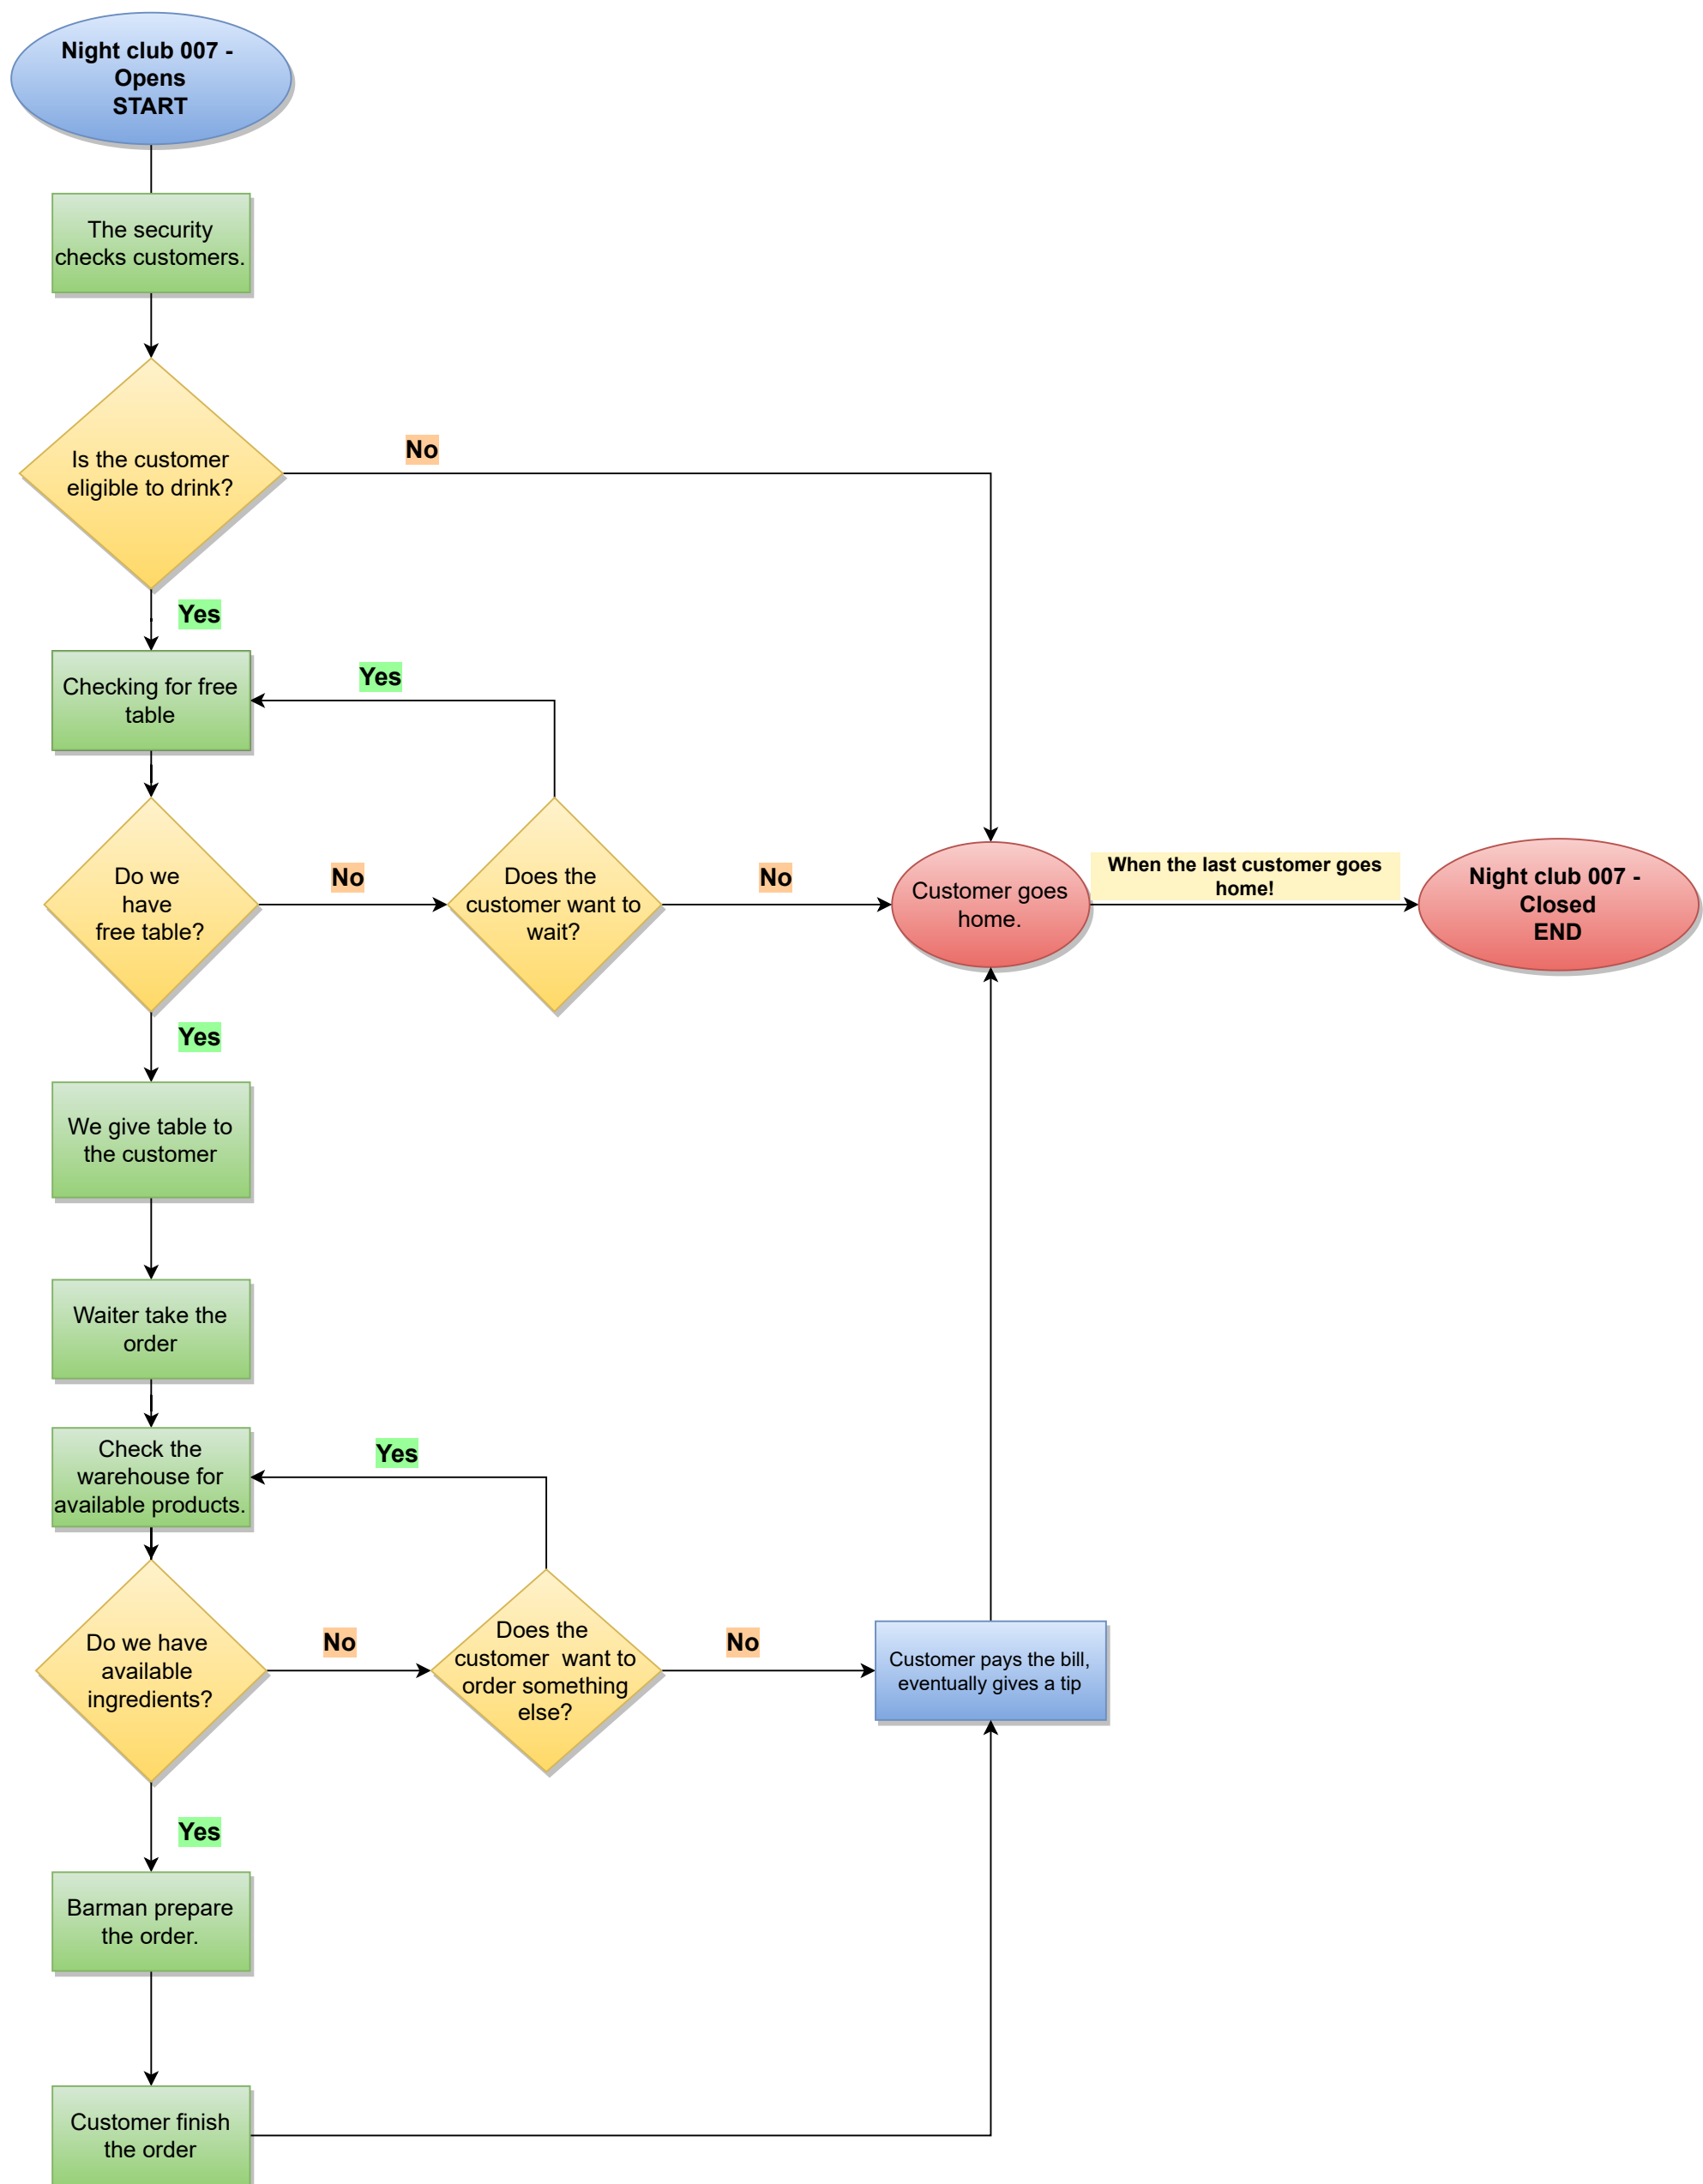 Night club 007 -
Opens
START
The security
checks customers.
Is the customer
eligible to drink?
No
Yes
Checking for free
table
Yes
Do we
have
free table?
No
Does the
customer want to
wait?
No
Customer goes
home.
When the last customer goes
home!
Night club 007 -
Closed
END
Yes
We give table to
the customer
Waiter take the
order
Check the
warehouse for
available products.
Yes
Do we have
available
ingredients?
No
Does the
customer want to
order something
else?
No
Customer pays the bill,
eventually gives a tip
Yes
Barman prepare
the order.
Customer finish
the order